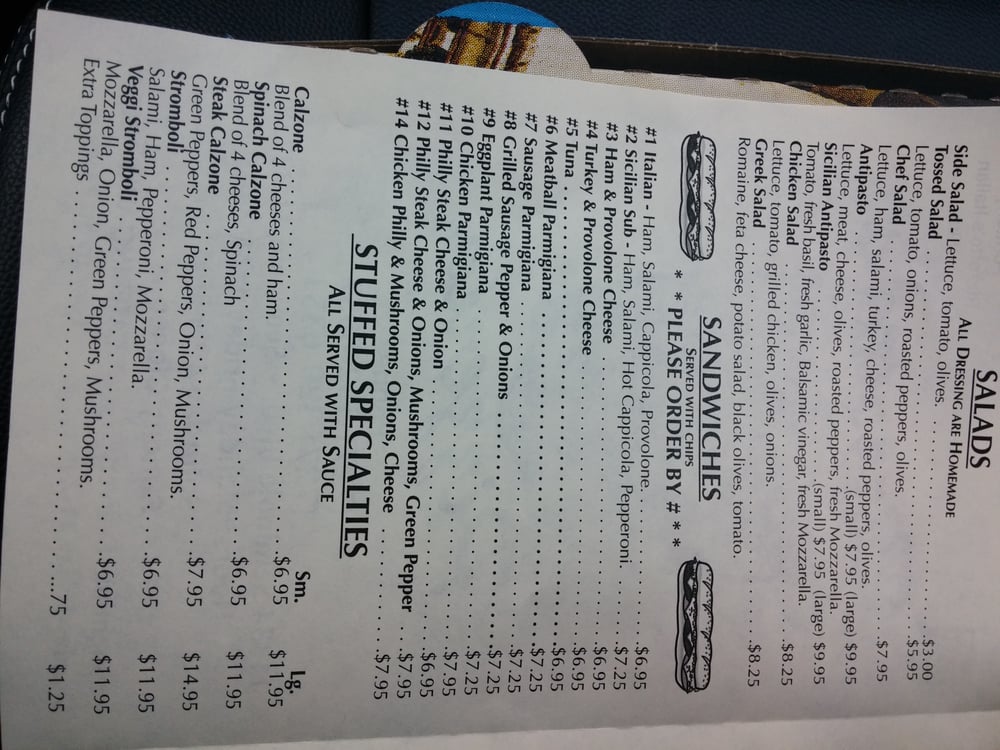 SALADS
ALL DRESSING ARE HOMEMADE
Side Salad - Lettuce, tomato, olives. $3.00
Tossed Salad $5.95
Lettuce, tomato, onions, roasted peppers, olives.
Chef Salad $7.95
Lettuce, ham, salami, turkey, cheese, roasted peppers, olives.
Antipasto (small) $7.95 (large) $9.95
Lettuce, meat, cheese, olives, roasted peppers, fresh Mozzarella.
Sicilian Antipasto (small) $7.95 (large) $9.95
Tomato, fresh basil, fresh garlic, Balsamic vinegar, fresh Mozzarella.
Chicken Salad $8.25
Lettuce, tomato, grilled chicken, olives, onions.
Greek Salad $8.25
Romaine, feta cheese, potato salad, black olives, tomato.
SANDWICHES
SERVED WITH CHIPS
* * PLEASE ORDER BY # * *
#1 Italian - Ham, Salami, Cappicola, Provolone. $6.95
#2 Sicilian Sub - Ham, Salami, Hot Cappicola, Pepperoni. $7.25
#3 Ham & Provolone Cheese $6.95
#4 Turkey & Provolone Cheese $6.95
#5 Tuna $6.95
#6 Meatball Parmigiana $7.25
#7 Sausage Parmigiana $7.25
#8 Grilled Sausage Pepper & Onions $7.25
#9 Eggplant Parmigiana $7.25
#10 Chicken Parmigiana $7.95
#11 Philly Steak Cheese & Onion $6.95
#12 Philly Steak Cheese & Onions, Mushrooms, Green Pepper $7.95
#14 Chicken Philly & Mushrooms, Onions, Cheese $7.95
STUFFED SPECIALTIES
ALL SERVED WITH SAUCE
Sm. Lg.
Calzone $6.95 $11.95
Blend of 4 cheeses and ham.
Spinach Calzone $6.95 $11.95
Blend of 4 cheeses, Spinach
Steak Calzone $7.95 $14.95
Green Peppers, Red Peppers, Onion, Mushrooms.
Stromboli $6.95 $11.95
Salami, Ham, Pepperoni, Mozzarella.
Veggi Stromboli $6.95 $11.95
Mozzarella, Onion, Green Peppers, Mushrooms.
Extra Toppings .75 $1.25